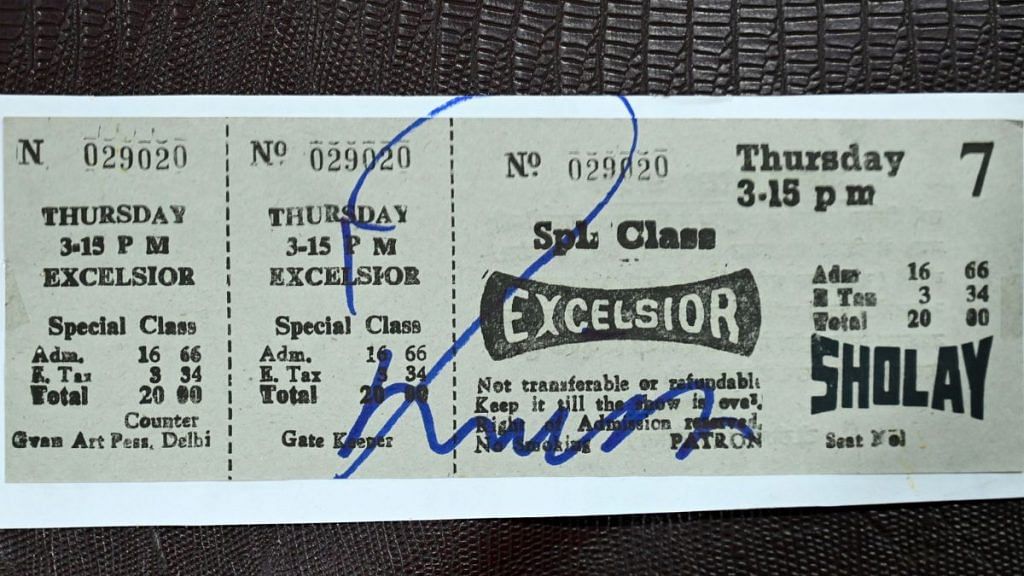 N 029020
THURSDAY
3-15 P M
EXCELSIOR
Special Class
Adm. 16 66
E. Tax 3 34
Total 20 00
Counter
Gvan Art Pess, Delbi
Nº 029020
THURSDAY
3-15 P M
EXCELSIOR
Special Class
Adm. 16 66
E. Tax 3 34
Total 20 00
Gate Keeper
Nº 029020
Spl. Class
EXCELSIOR
Not transferable or refundable
Keep it till the show is over.
Right of Admission reserved.
No Smoking PATRON
Thursday 7
3-15 p m
Adm 16 66
E Tax 3 34
Total 20 00
SHOLAY
Seat No